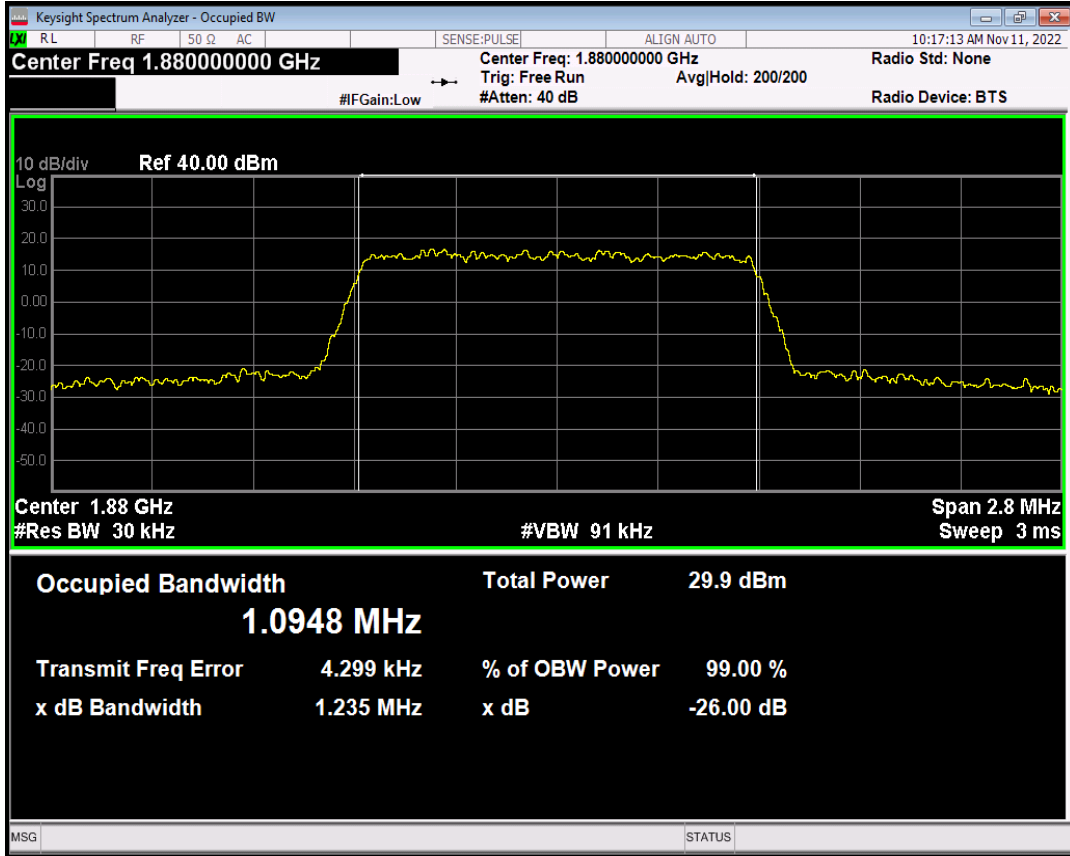 Keysight Spectrum Analyzer - Occupied BW
LXI RL RF 50 Ω AC SENSE:PULSE ALIGN AUTO 10:17:13 AM Nov 11, 2022
Center Freq 1.880000000 GHz
Center Freq: 1.880000000 GHz Radio Std: None
Trig: Free Run Avg|Hold: 200/200
#IFGain:Low #Atten: 40 dB Radio Device: BTS
10 dB/div Ref 40.00 dBm
Log
30.0
20.0
10.0
0.00
-10.0
-20.0
-30.0
-40.0
-50.0
Center 1.88 GHz Span 2.8 MHz
#Res BW 30 kHz #VBW 91 kHz Sweep 3 ms
Occupied Bandwidth Total Power 29.9 dBm
1.0948 MHz
Transmit Freq Error 4.299 kHz % of OBW Power 99.00 %
x dB Bandwidth 1.235 MHz x dB -26.00 dB
MSG STATUS